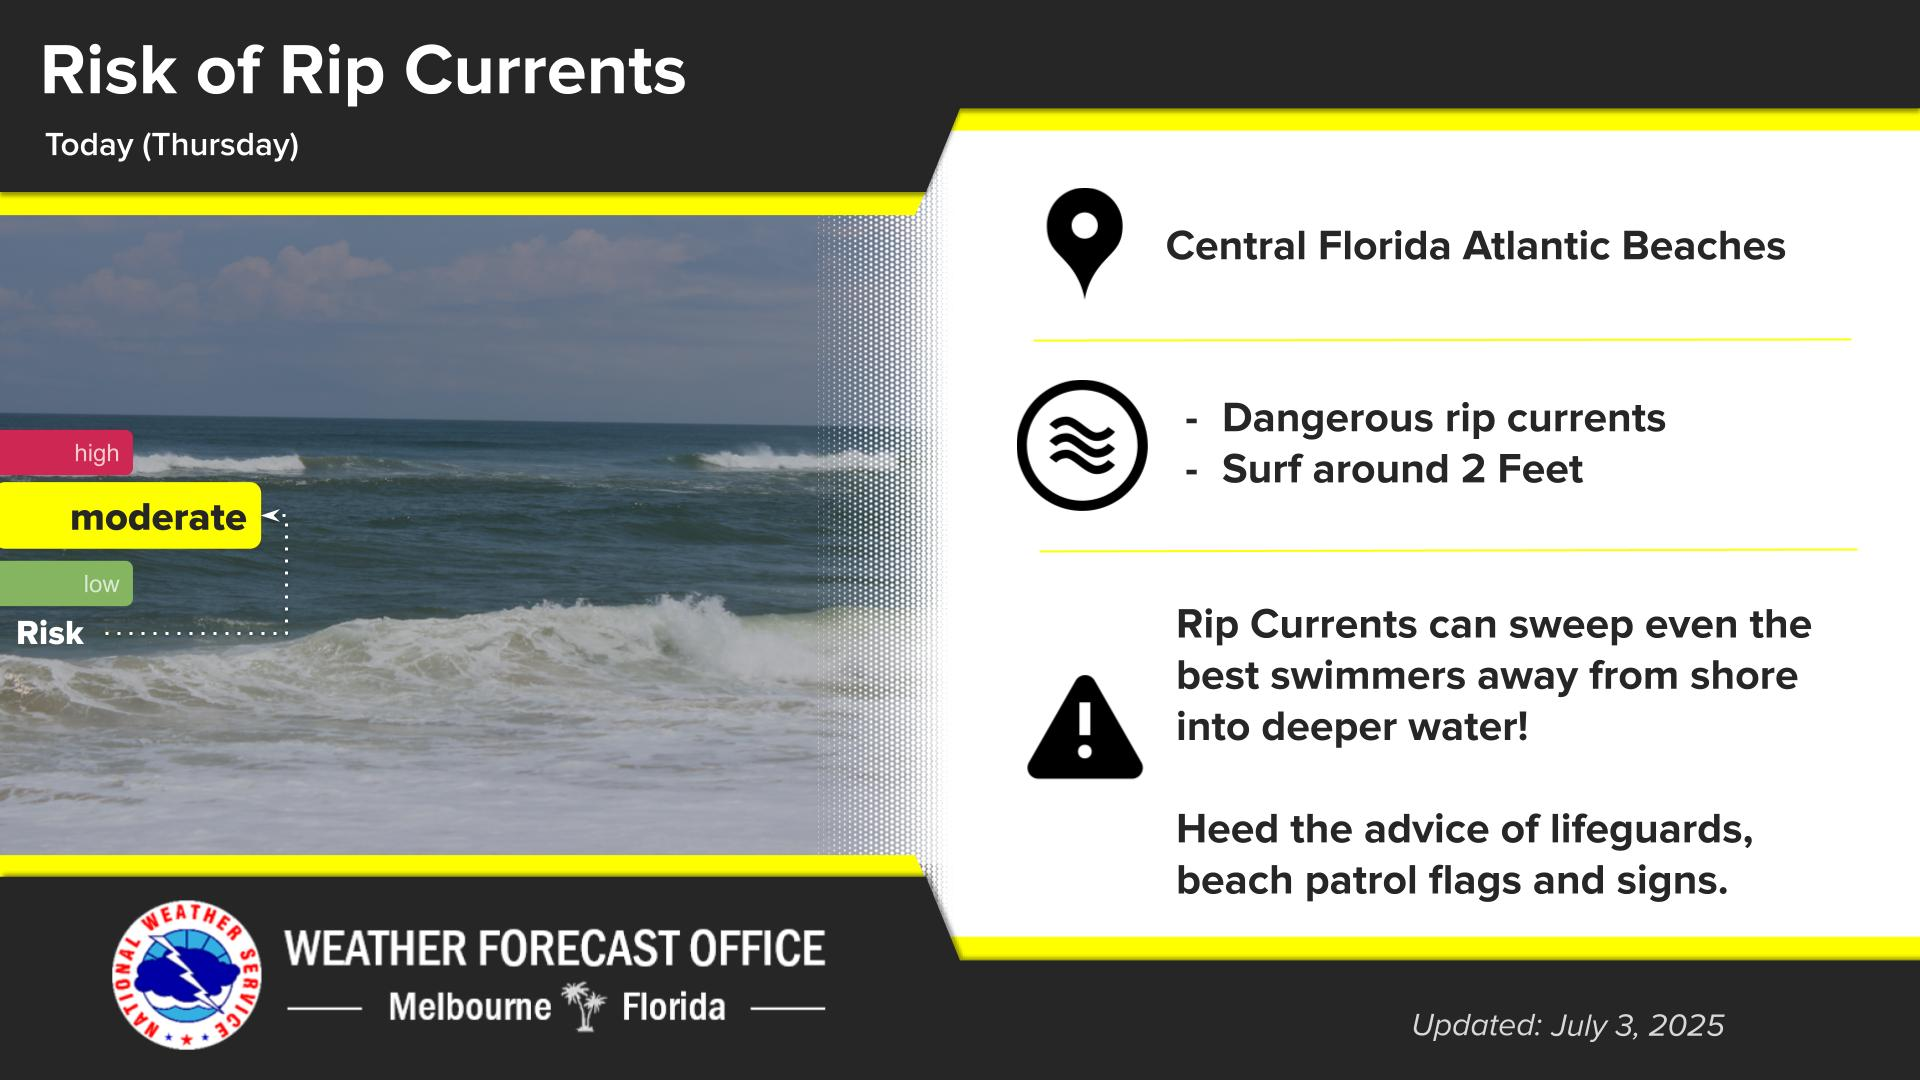 Risk of Rip Currents
Today (Thursday)
high
moderate
low
Risk
Central Florida Atlantic Beaches
- Dangerous rip currents
- Surf around 2 Feet
Rip Currents can sweep even the
best swimmers away from shore
into deeper water!
Heed the advice of lifeguards,
beach patrol flags and signs.
NATIONAL WEATHER SERVICE
WEATHER FORECAST OFFICE
Melbourne Florida
Updated: July 3, 2025